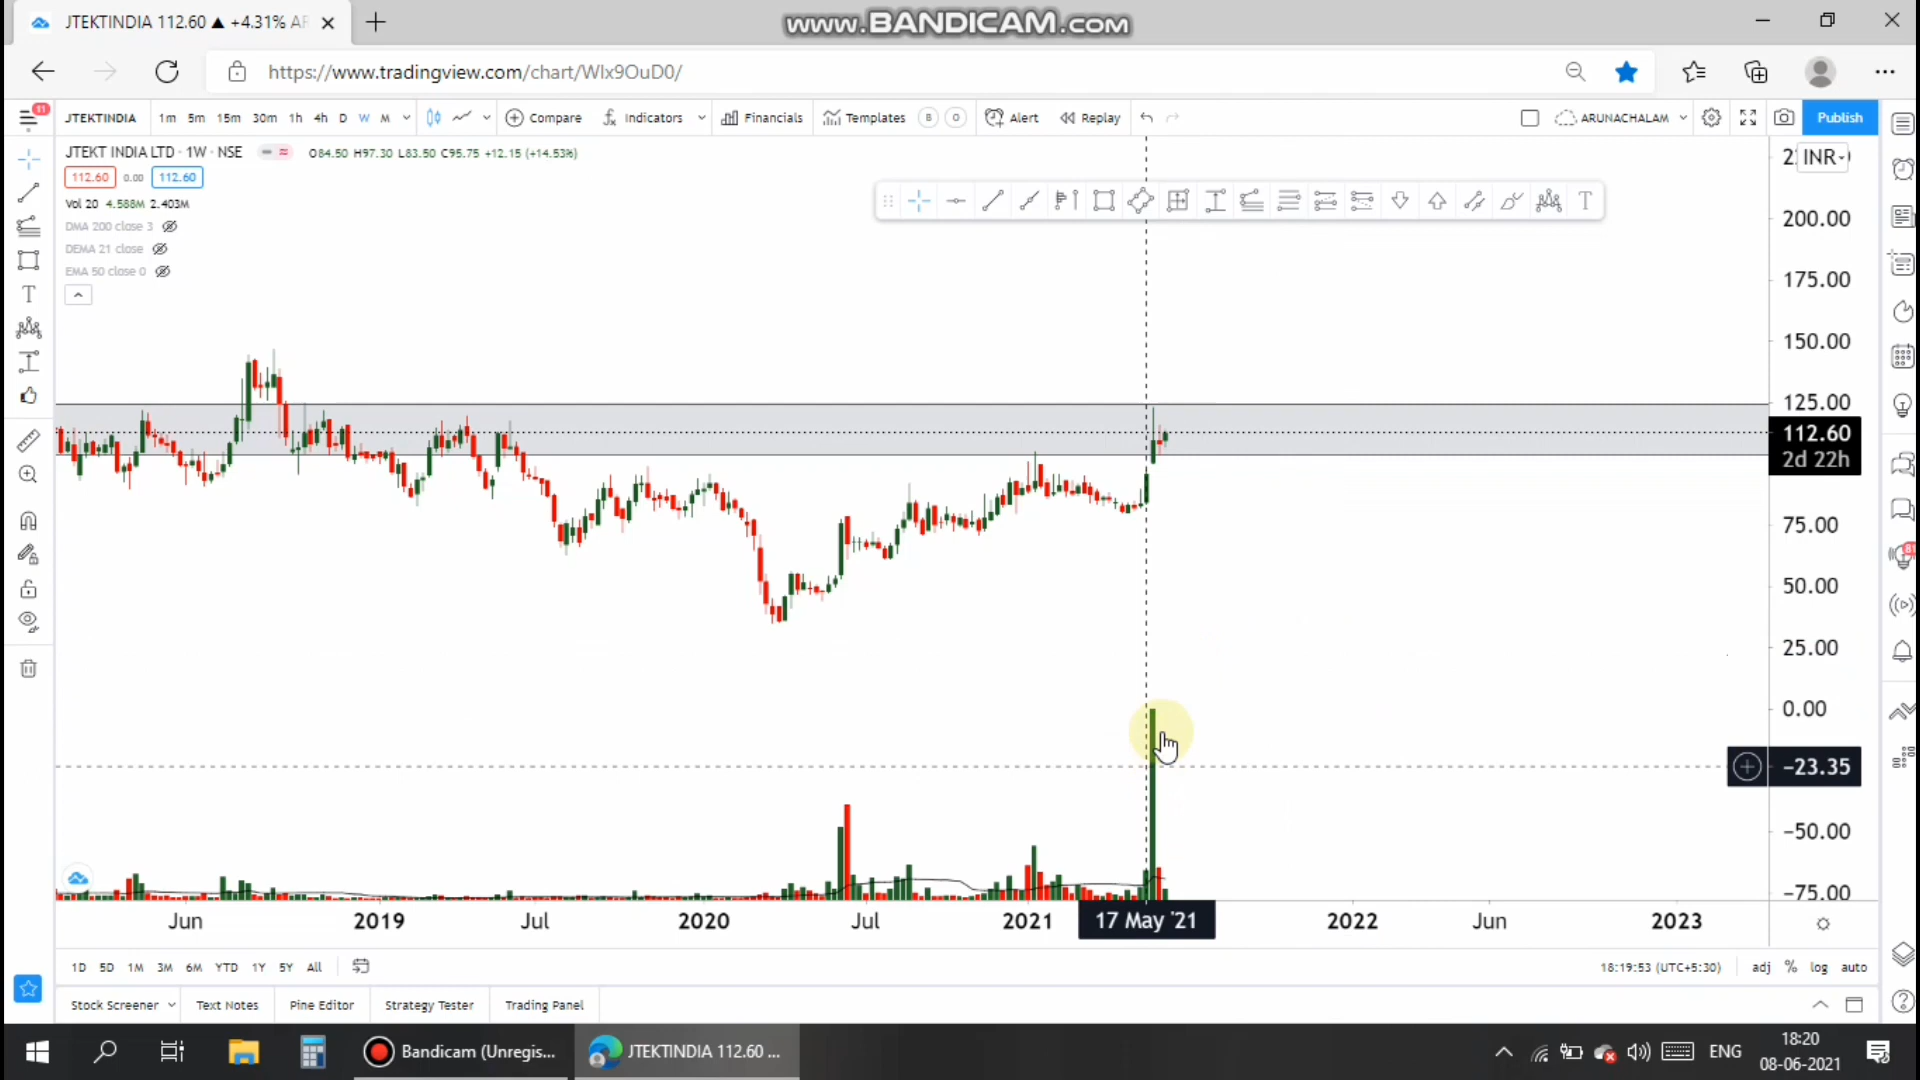 JTEKTINDIA 112.60 ▲ +4.31% AF
www.BANDICAM.com
https://www.tradingview.com/chart/WIx9OuD0/
11
JTEKTINDIA 1m 5m 15m 30m 1h 4h D W M Compare Indicators Financials Templates B O Alert Replay ARUNACHALAM Publish
JTEKT INDIA LTD · 1W · NSE O84.50 H97.30 L83.50 C95.75 +12.15 (+14.53%)
INR
112.60 0.00 112.60
Vol 20 4.588M 2.403M
DMA 200 close 3
DEMA 21 close
EMA 50 close 0
T
T
200.00
175.00
150.00
125.00
112.60
2d 22h
75.00
50.00
25.00
0.00
−23.35
−50.00
−75.00
81
Jun 2019 Jul 2020 Jul 2021 17 May '21 2022 Jun 2023
1D 5D 1M 3M 6M YTD 1Y 5Y All 18:19:53 (UTC+5:30) adj % log auto
Stock Screener Text Notes Pine Editor Strategy Tester Trading Panel
Bandicam (Unregis... JTEKTINDIA 112.60 ... ENG
18:20
08-06-2021